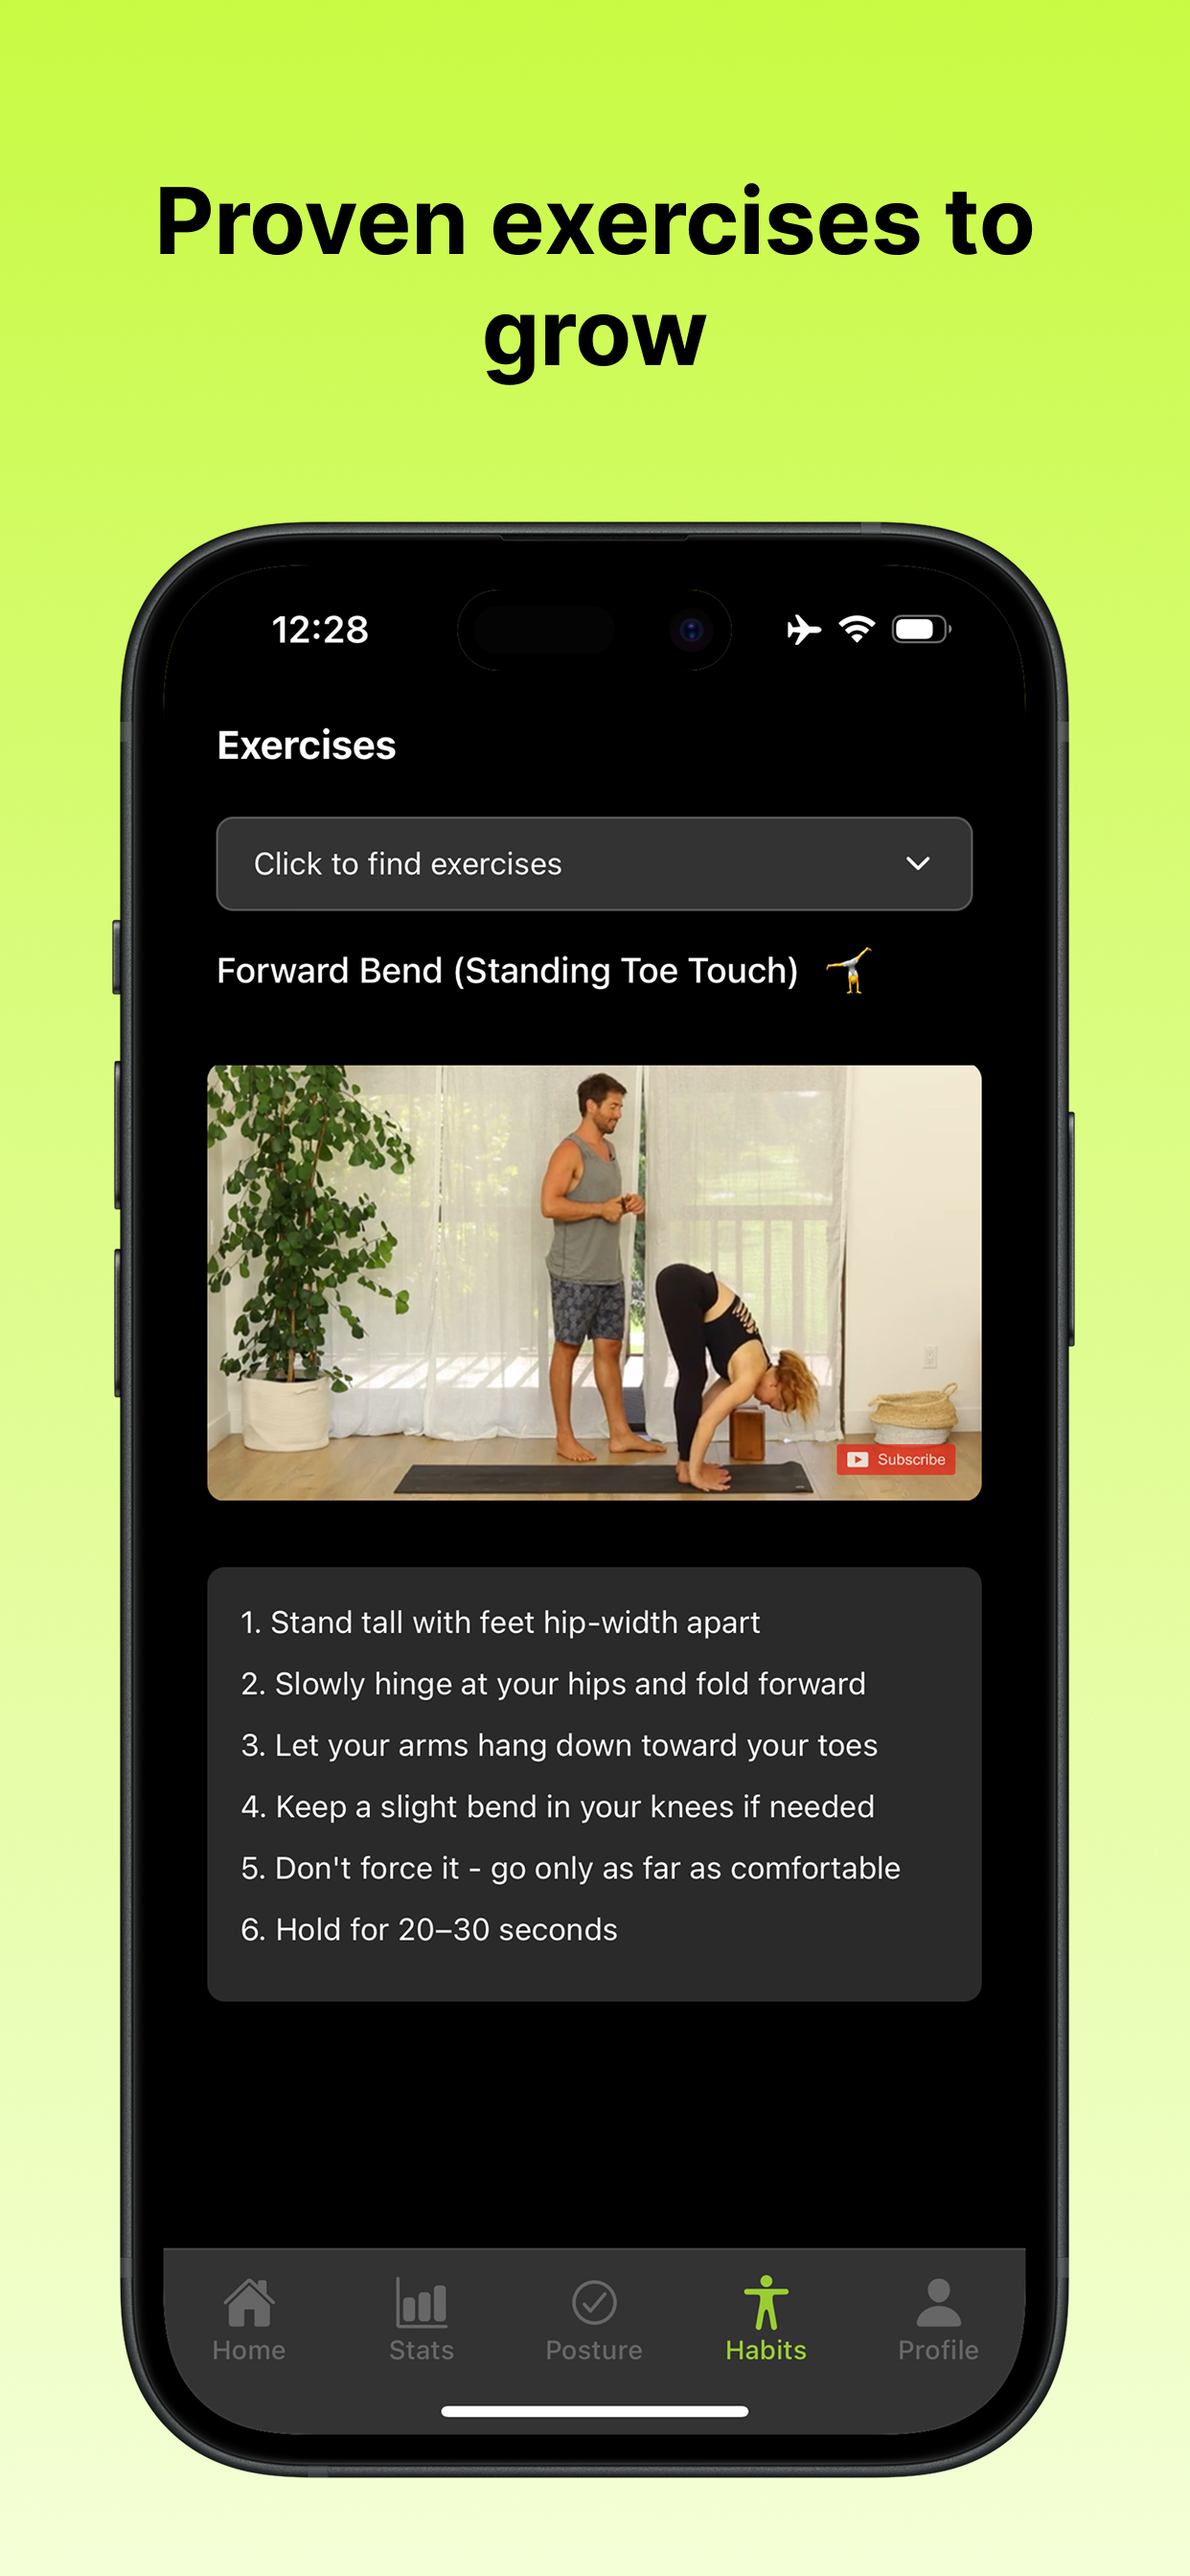 Proven exercises to
grow
12:28
Exercises
Click to find exercises
Forward Bend (Standing Toe Touch)
Subscribe
1. Stand tall with feet hip-width apart
2. Slowly hinge at your hips and fold forward
3. Let your arms hang down toward your toes
4. Keep a slight bend in your knees if needed
5. Don't force it - go only as far as comfortable
6. Hold for 20–30 seconds
Home Stats Posture Habits Profile